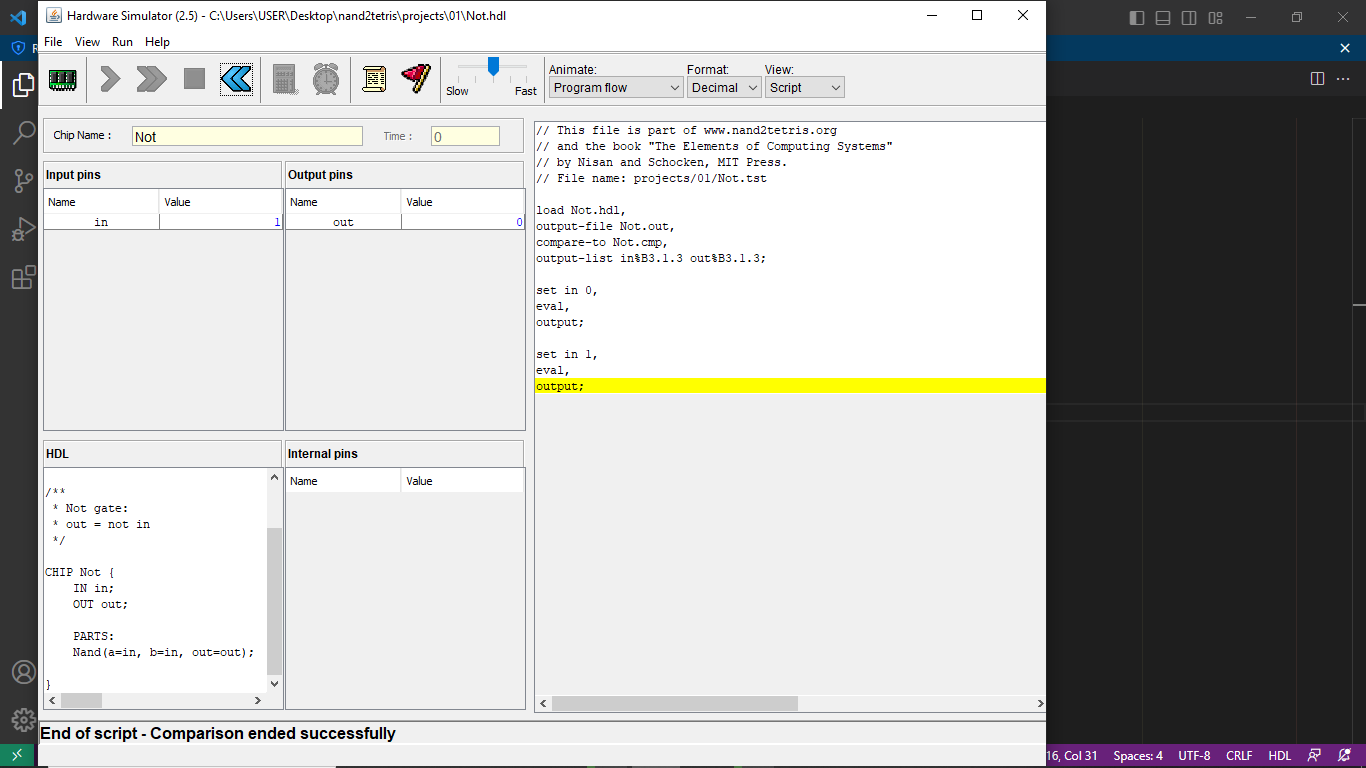 Hardware Simulator (2.5) - C:\Users\USER\Desktop\nand2tetris\projects\01\Not.hdl
File View Run Help
Slow Fast
Animate: Format: View:
Program flow Decimal Script
Chip Name : Not Time : 0
Input pins Output pins
Name Value Name Value
in 1 out 0
// This file is part of www.nand2tetris.org
// and the book "The Elements of Computing Systems"
// by Nisan and Schocken, MIT Press.
// File name: projects/01/Not.tst
load Not.hdl,
output-file Not.out,
compare-to Not.cmp,
output-list in%B3.1.3 out%B3.1.3;
set in 0,
eval,
output;
set in 1,
eval,
output;
HDL
/**
* Not gate:
* out = not in
*/
CHIP Not {
IN in;
OUT out;
PARTS:
Nand(a=in, b=in, out=out);
}
Internal pins
Name Value
End of script - Comparison ended successfully
16, Col 31 Spaces: 4 UTF-8 CRLF HDL